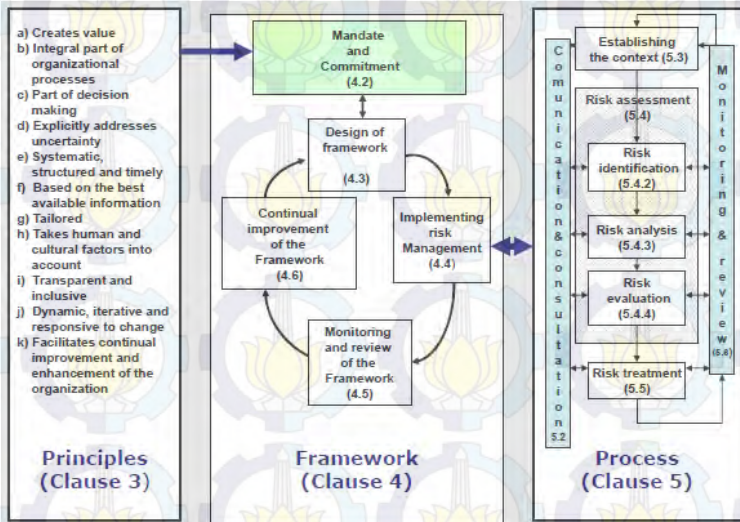 a) Creates value
b) Integral part of
organizational
processes
c) Part of decision
making
d) Explicitly addresses
uncertainty
e) Systematic,
structured and timely
f) Based on the best
available information
g) Tailored
h) Takes human and
cultural factors into
account
i) Transparent and
inclusive
j) Dynamic, iterative and
responsive to change
k) Facilitates continual
improvement and
enhancement of the
organization
Principles
(Clause 3)
Mandate
and
Commitment
(4.2)
Design of
framework
(4.3)
Continual
improvement
of the
Framework
(4.6)
Implementing
risk
Management
(4.4)
Monitoring
and review
of the
Framework
(4.5)
Framework
(Clause 4)
Comunication&consultation
5.2
Establishing
the context (5.3)
Risk assessment
(5.4)
Risk
identification
(5.4.2)
Risk analysis
(5.4.3)
Risk
evaluation
(5.4.4)
Risk treatment
(5.5)
Monitoring & review
(5.6)
Process
(Clause 5)